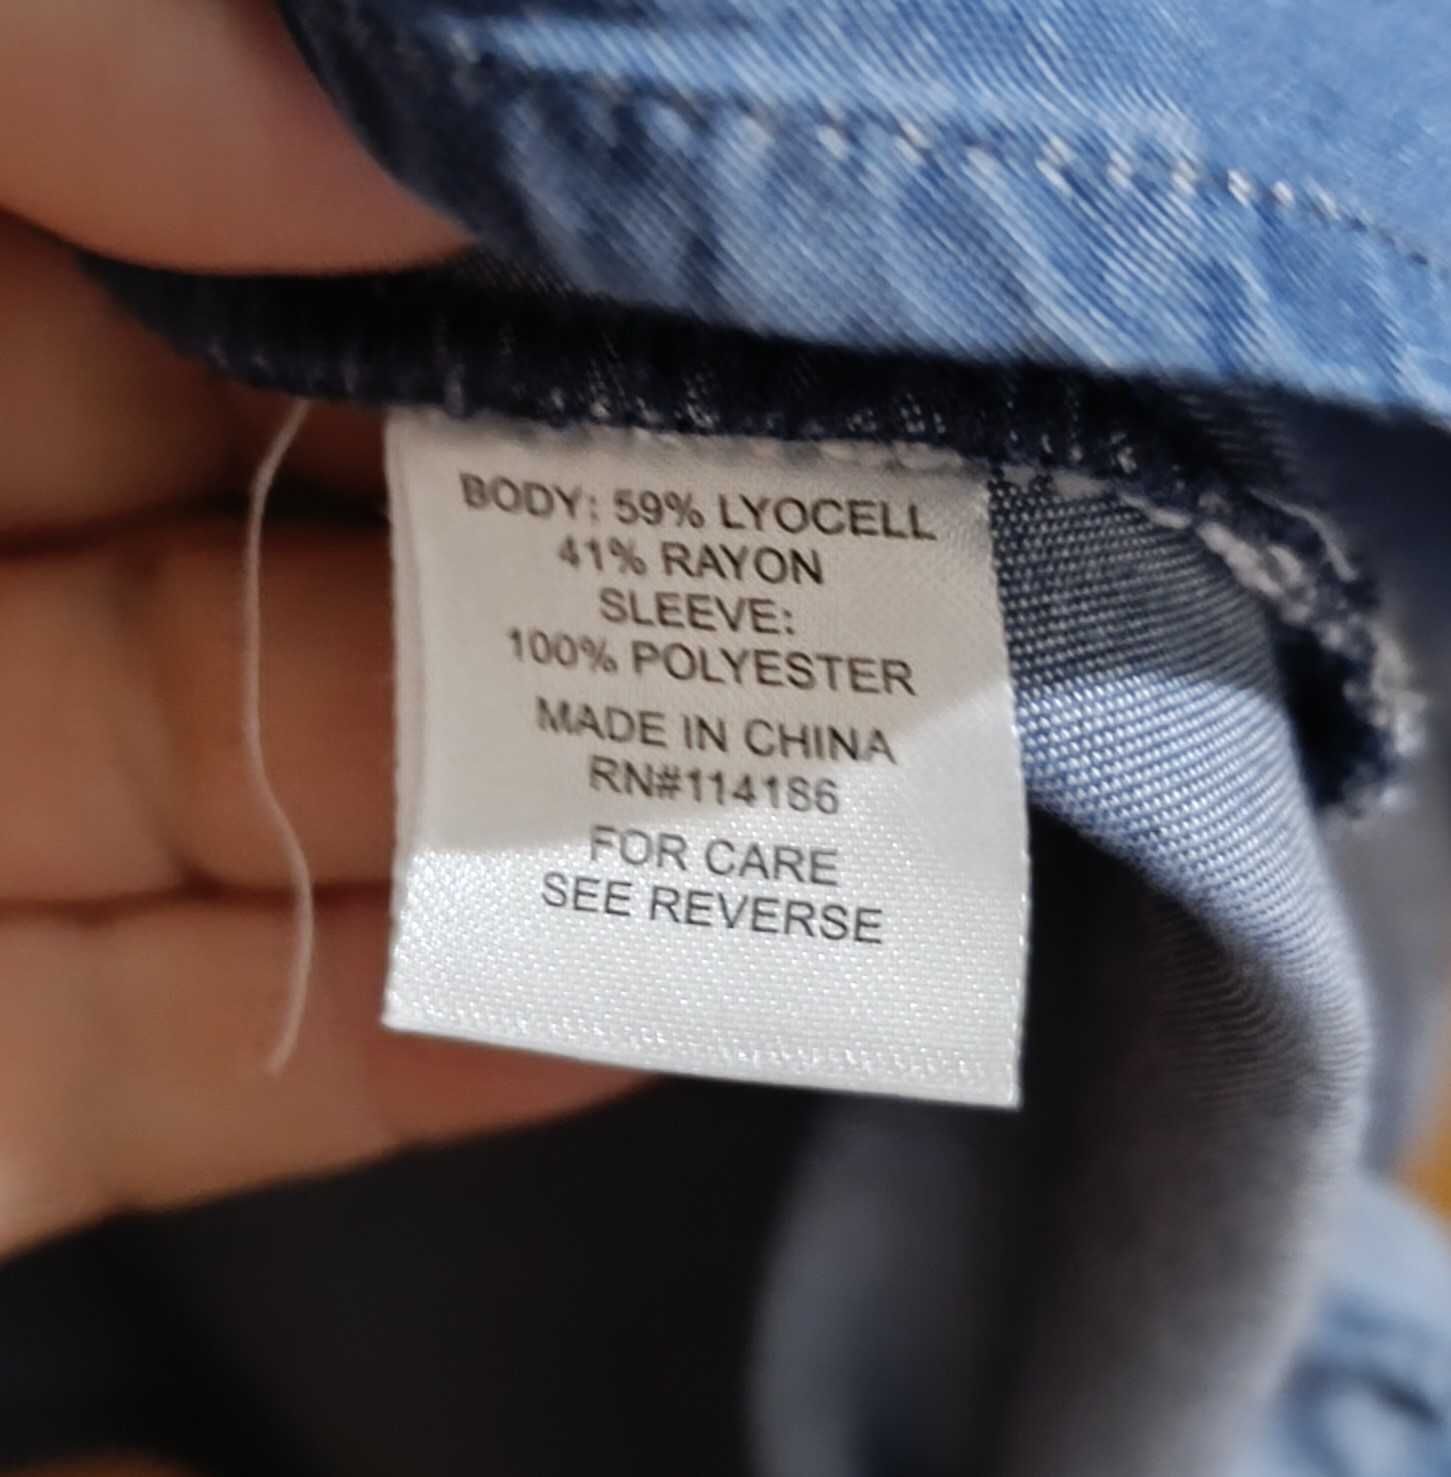 BODY: 59% LYOCELL
41% RAYON
SLEEVE:
100% POLYESTER
MADE IN CHINA
RN#114186
FOR CARE
SEE REVERSE